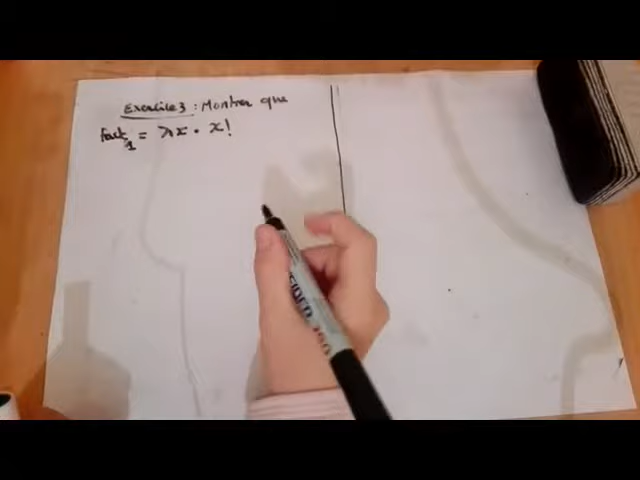 Exercice 3 : Montrer que
Fact₁ = λx . x!